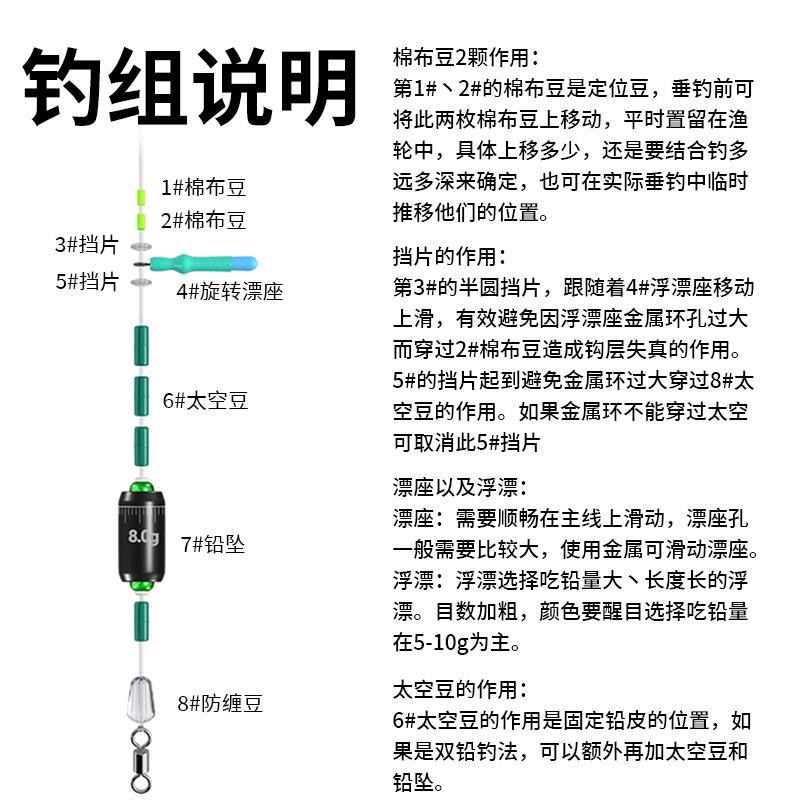 钓组说明
1#棉布豆
2#棉布豆
3#挡片
5#挡片
4#旋转漂座
6#太空豆
8.0g
7#铅坠
8#防缠豆
棉布豆2颗作用：
第1#丶2#的棉布豆是定位豆，垂钓前可
将此两枚棉布豆上移动，平时置留在渔
轮中，具体上移多少，还是要结合钓多
远多深来确定，也可在实际垂钓中临时
推移他们的位置。
挡片的作用：
第3#的半圆挡片，跟随着4#浮漂座移动
上滑，有效避免因浮漂座金属环孔过大
而穿过2#棉布豆造成钩层失真的作用。
5#的挡片起到避免金属环过大穿过8#太
空豆的作用。如果金属环不能穿过太空
可取消此5#挡片
漂座以及浮漂：
漂座：需要顺畅在主线上滑动，漂座孔
一般需要比较大，使用金属可滑动漂座。
浮漂：浮漂选择吃铅量大丶长度长的浮
漂。目数加粗，颜色要醒目选择吃铅量
在5-10g为主。
太空豆的作用：
6#太空豆的作用是固定铅皮的位置，如
果是双铅钓法，可以额外再加太空豆和
铅坠。